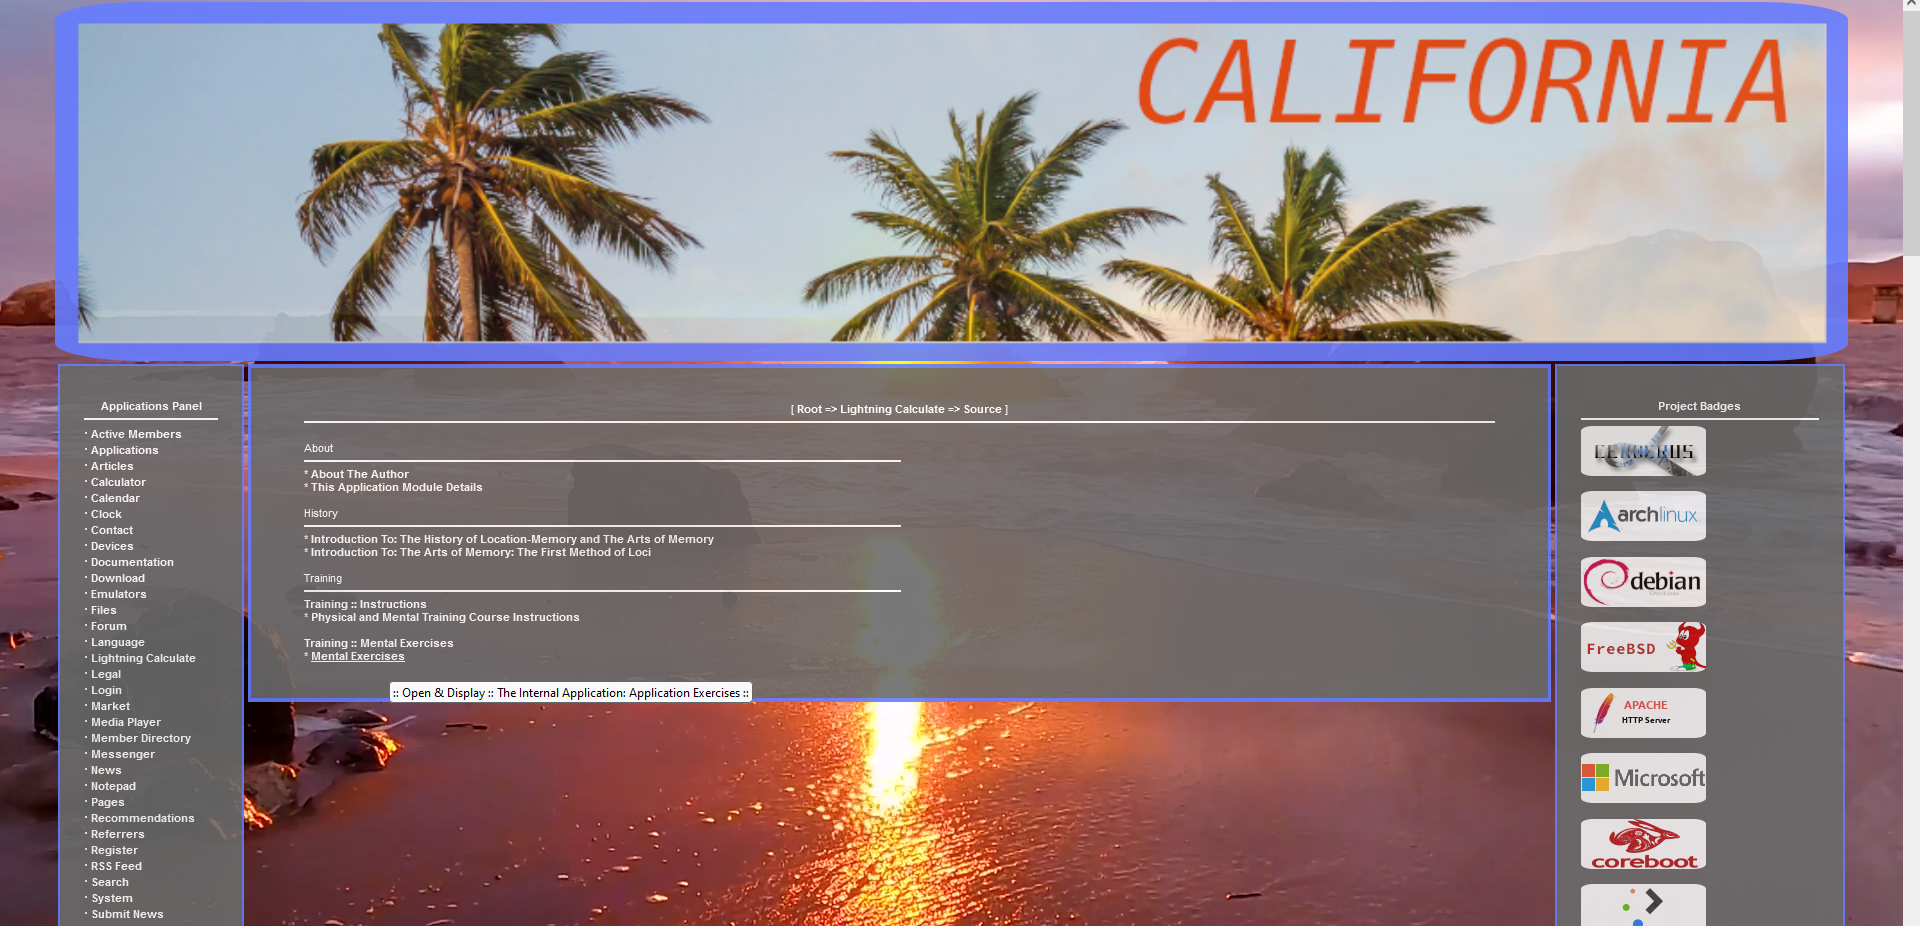 CALIFORNIA
Applications Panel
· Active Members
· Applications
· Articles
· Calculator
· Calendar
· Clock
· Contact
· Devices
· Documentation
· Download
· Emulators
· Files
· Forum
· Language
· Lightning Calculate
· Legal
· Login
· Market
· Media Player
· Member Directory
· Messenger
· News
· Notepad
· Pages
· Recommendations
· Referrers
· Register
· RSS Feed
· Search
· System
· Submit News
[ Root => Lightning Calculate => Source ]
About
* About The Author
* This Application Module Details
History
* Introduction To: The History of Location-Memory and The Arts of Memory
* Introduction To: The Arts of Memory: The First Method of Loci
Training
Training :: Instructions
* Physical and Mental Training Course Instructions
Training :: Mental Exercises
* Mental Exercises
:: Open & Display :: The Internal Application: Application Exercises ::
Project Badges
CERBERUS
archlinux
debian
FreeBSD
APACHE
HTTP Server
Microsoft
coreboot